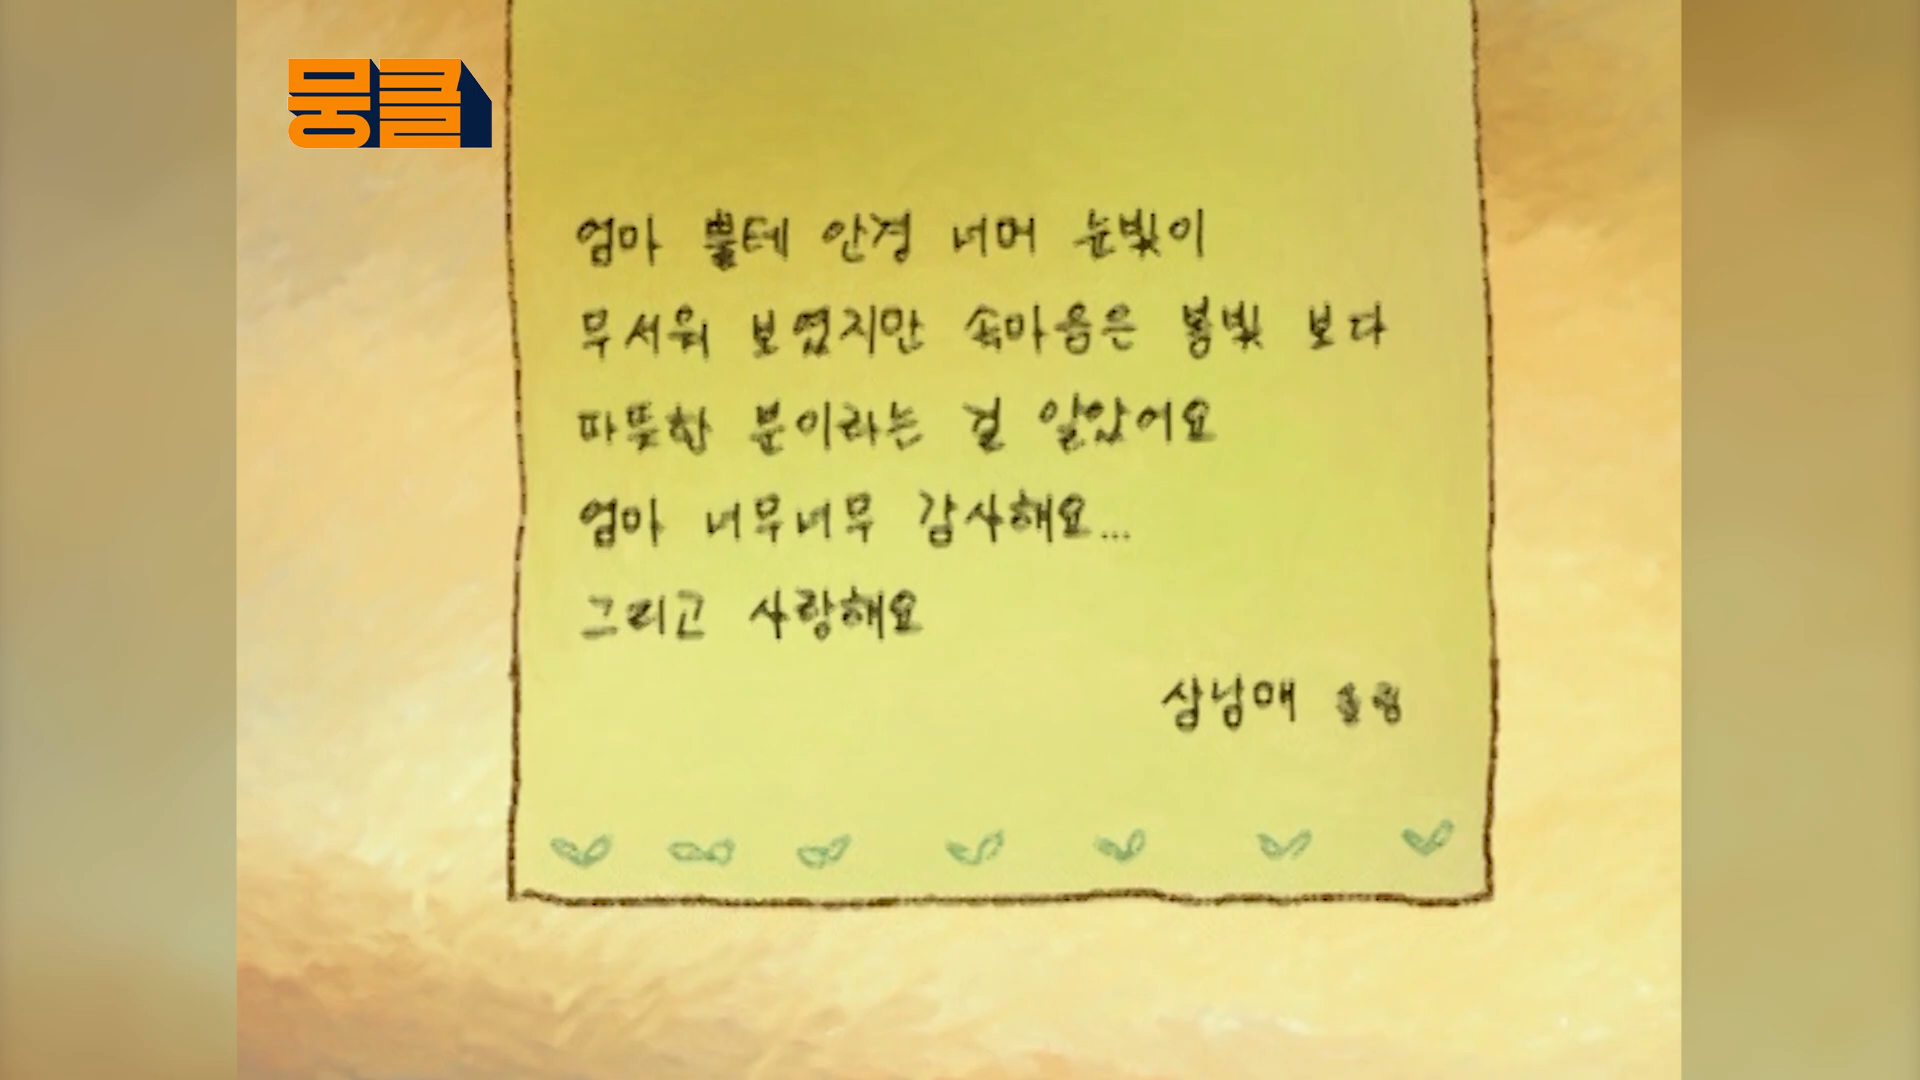 뭉클
엄마 뿔테 안경 너머 눈빛이
무서워 보였지만 속마음은 봄빛 보다
따뜻한 분이라는 걸 알았어요
엄마 너무너무 감사해요...
그리고 사랑해요
삼남매 올림